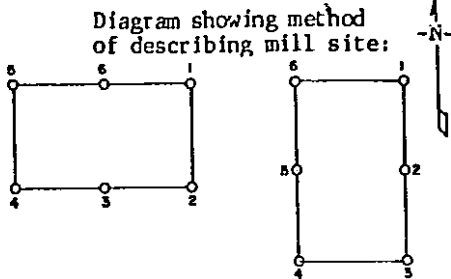 Diagram showing method
of describing mill site:
-N-
5 6 1
4 3 2
6 1
5 2
4 3